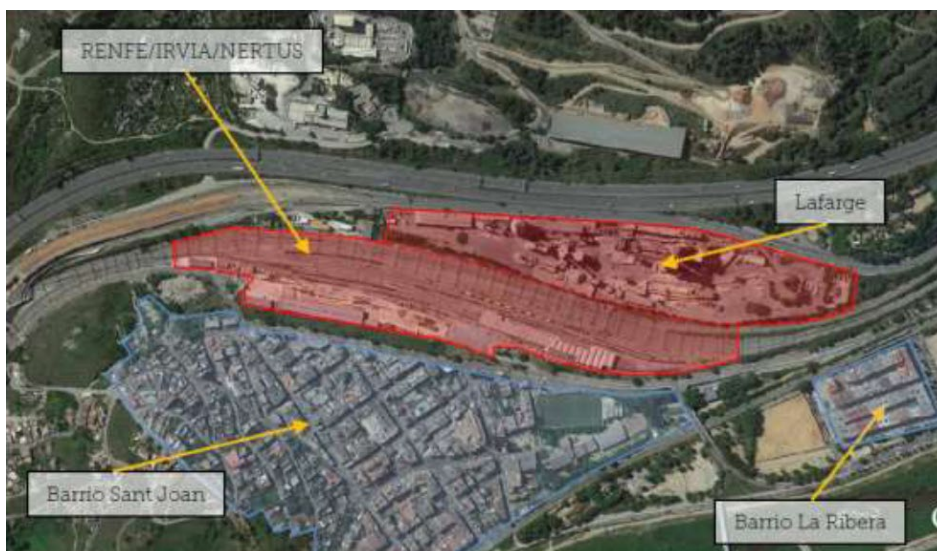 RENFE/IRVIA/NERTUS
Lafarge
Barrio Sant Joan
Barrio La Ribera